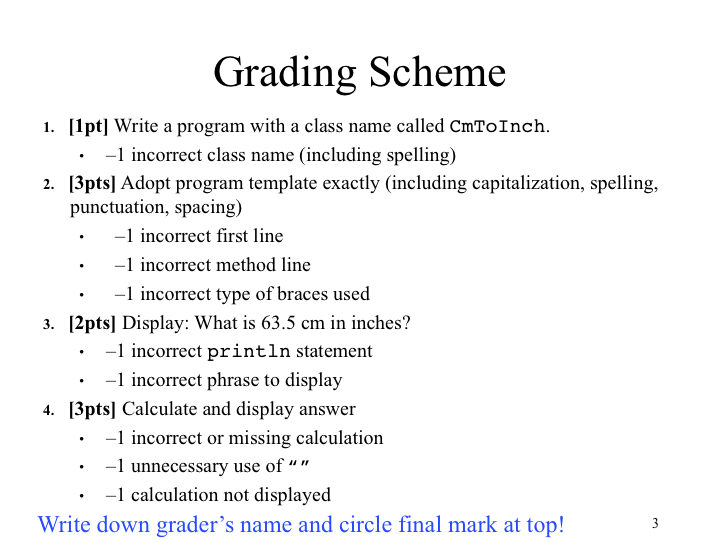 Grading Scheme
1. [1pt] Write a program with a class name called CmToInch.
• –1 incorrect class name (including spelling)
2. [3pts] Adopt program template exactly (including capitalization, spelling,
punctuation, spacing)
• –1 incorrect first line
• –1 incorrect method line
• –1 incorrect type of braces used
3. [2pts] Display: What is 63.5 cm in inches?
• –1 incorrect println statement
• –1 incorrect phrase to display
4. [3pts] Calculate and display answer
• –1 incorrect or missing calculation
• –1 unnecessary use of “”
• –1 calculation not displayed
Write down grader’s name and circle final mark at top!
3